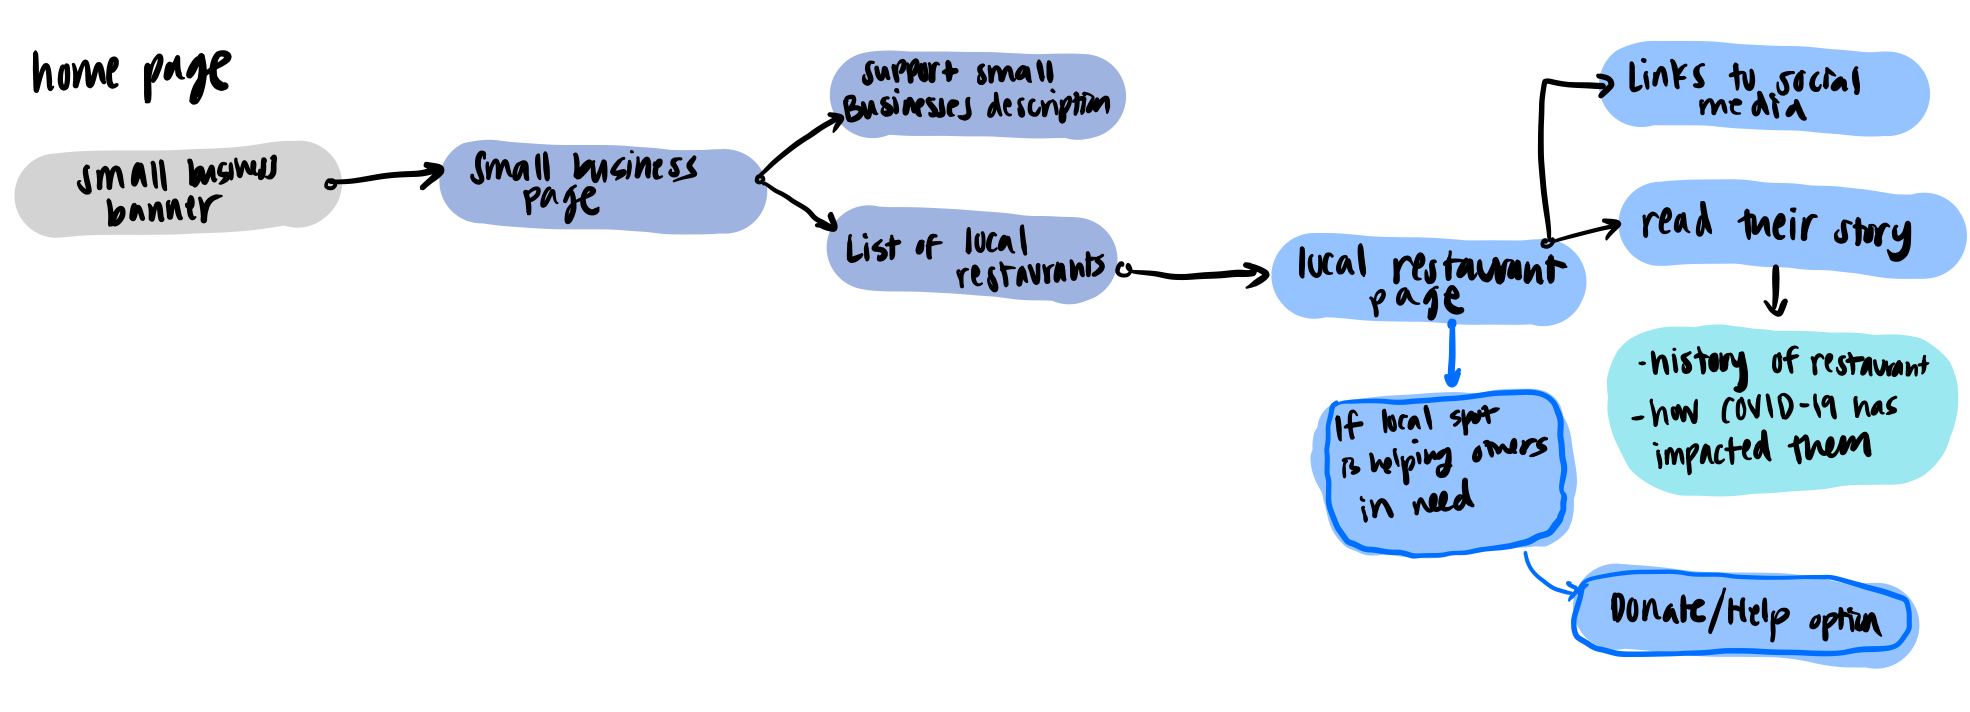 home page
small business
banner
small business
page
support small
Businesses description
List of local
restaurants
local restaurant
page
Links to social
media
read their story
-history of restaurant
-how COVID-19 has
impacted them
If local spot
is helping others
in need
Donate/Help option